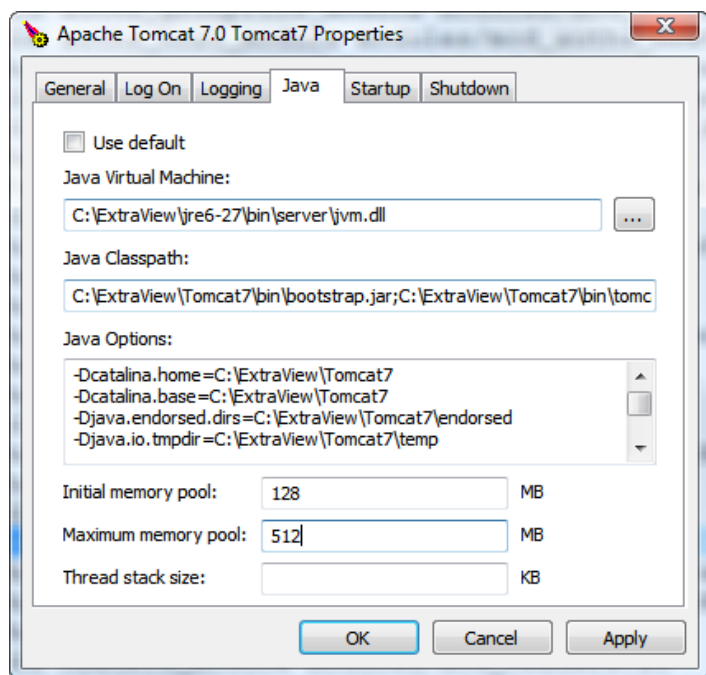 Apache Tomcat 7.0 Tomcat7 Properties
General Log On Logging Java Startup Shutdown
Use default
Java Virtual Machine:
C:\ExtraView\jre6-27\bin\server\jvm.dll ...
Java Classpath:
C:\ExtraView\Tomcat7\bin\bootstrap.jar;C:\ExtraView\Tomcat7\bin\tomc
Java Options:
-Dcatalina.home=C:\ExtraView\Tomcat7
-Dcatalina.base=C:\ExtraView\Tomcat7
-Djava.endorsed.dirs=C:\ExtraView\Tomcat7\endorsed
-Djava.io.tmpdir=C:\ExtraView\Tomcat7\temp
Initial memory pool: 128 MB
Maximum memory pool: 512 MB
Thread stack size: KB
OK Cancel Apply